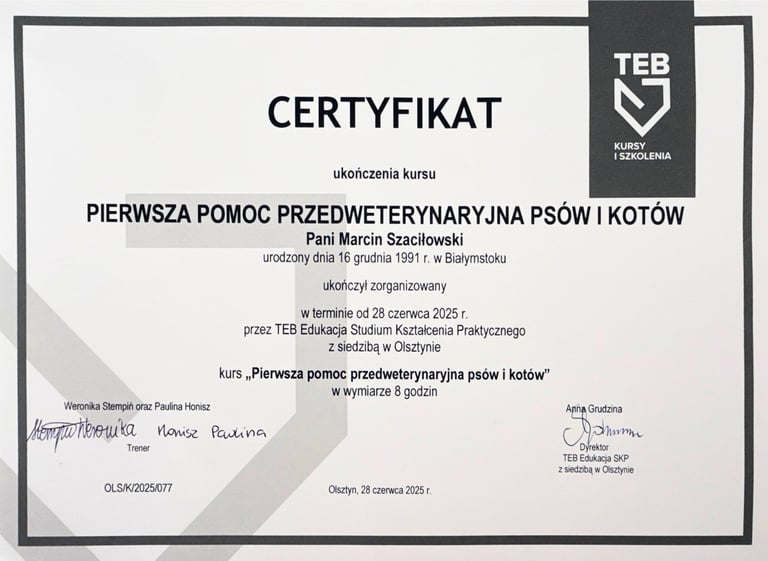 TEB
KURSY
I SZKOLENIA
CERTYFIKAT
ukończenia kursu
PIERWSZA POMOC PRZEDWETERYNARYJNA PSÓW I KOTÓW
Pani Marcin Szaciłowski
urodzony dnia 16 grudnia 1991 r. w Białymstoku
ukończył zorganizowany
w terminie od 28 czerwca 2025 r.
przez TEB Edukacja Studium Kształcenia Praktycznego
z siedzibą w Olsztynie
kurs „Pierwsza pomoc przedweterynaryjna psów i kotów”
w wymiarze 8 godzin
Weronika Stempiń oraz Paulina Honisz
Stempiń Weronika Honisz Paulina
Trener
OLS/K/2025/077
Olsztyn, 28 czerwca 2025 r.
Anna Grudzina
Dyrektor
TEB Edukacja SKP
z siedzibą w Olsztynie